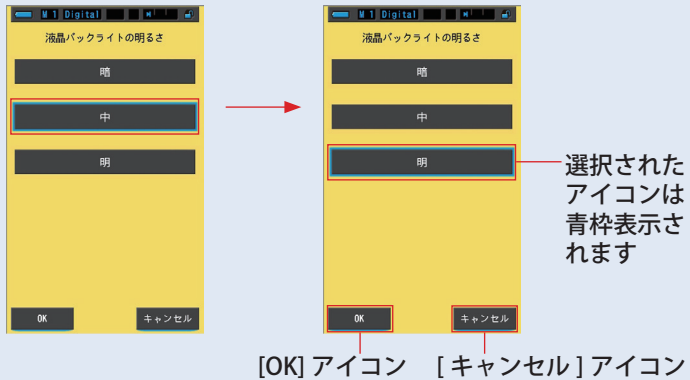 M 1 Digital
液晶バックライトの明るさ
暗
中
明
OK
キャンセル
M 1 Digital
液晶バックライトの明るさ
暗
中
明
OK
キャンセル
選択された
アイコンは
青枠表示さ
れます
[OK] アイコン
[ キャンセル ] アイコン